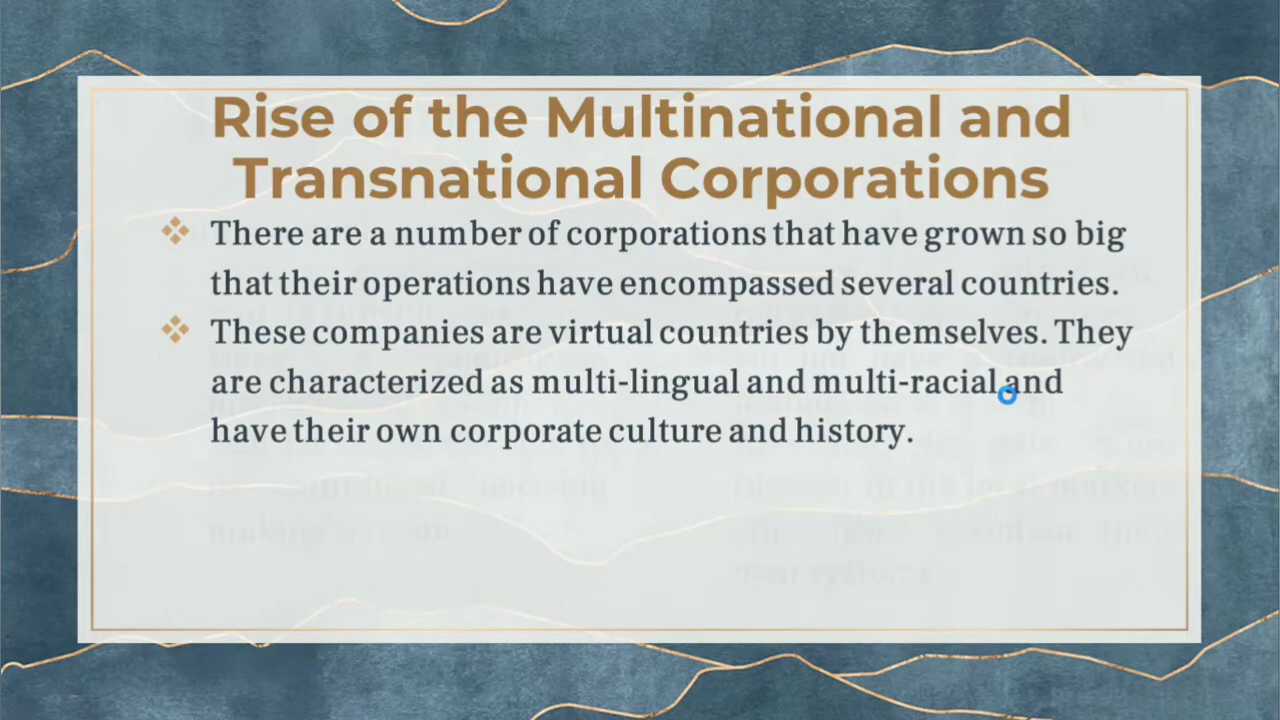 Rise of the Multinational and
Transnational Corporations
There are a number of corporations that have grown so big
that their operations have encompassed several countries.
These companies are virtual countries by themselves. They
are characterized as multi-lingual and multi-racial and
have their own corporate culture and history.